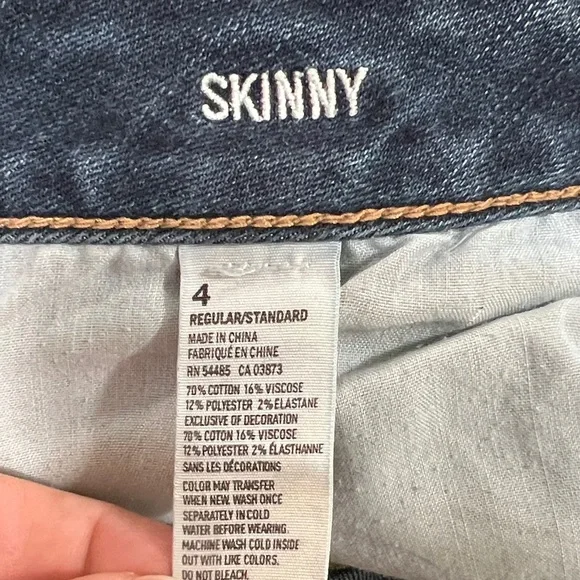 SKINNY
4
REGULAR/STANDARD
MADE IN CHINA
FABRIQUÉ EN CHINE
RN 54485 CA 03873
70% COTTON 16% VISCOSE
12% POLYESTER 2% ELASTANE
EXCLUSIVE OF DECORATION
70% COTON 16% VISCOSE
12% POLYESTER 2% ÉLASTHANNE
SANS LES DÉCORATIONS
COLOR MAY TRANSFER
WHEN NEW. WASH ONCE
SEPARATELY IN COLD
WATER BEFORE WEARING.
MACHINE WASH COLD INSIDE
OUT WITH LIKE COLORS.
DO NOT BLEACH.